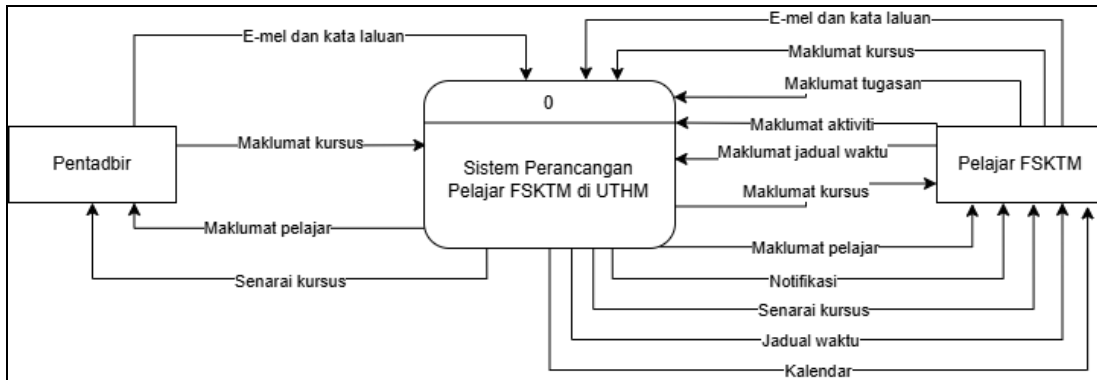 E-mel dan kata laluan
E-mel dan kata laluan
Maklumat kursus
Maklumat tugasan
0
Maklumat aktiviti
Maklumat kursus
Maklumat jadual waktu
Pentadbir
Sistem Perancangan
Pelajar FSKTM di UTHM
Pelajar FSKTM
Maklumat kursus
Maklumat pelajar
Maklumat pelajar
Senarai kursus
Notifikasi
Senarai kursus
Jadual waktu
Kalendar